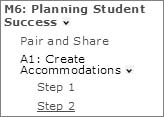 M6: Planning Student
Success
Pair and Share
A1: Create
Accommodations
Step 1
Step 2